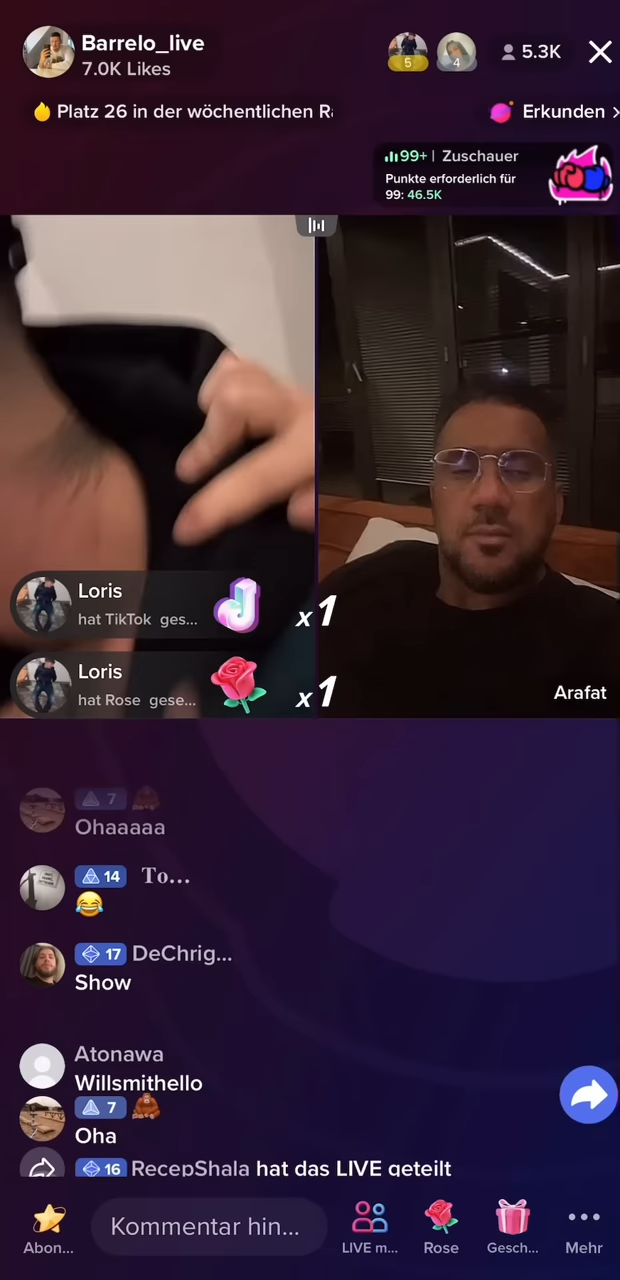 Barrelo_live
7.0K Likes
5
4
5.3K
Platz 26 in der wöchentlichen Ra
Erkunden
99+ | Zuschauer
Punkte erforderlich für
99: 46.5K
Loris
hat TikTok ges...
x1
Loris
hat Rose gese...
x1
Arafat
7
Ohaaaaa
14 To...
😂
17 DeChrig...
Show
Atonawa
Willsmithello
7 🦧
Oha
16 RecepShala hat das LIVE geteilt
Abon...
Kommentar hin...
LIVE m...
Rose
Gesch...
Mehr